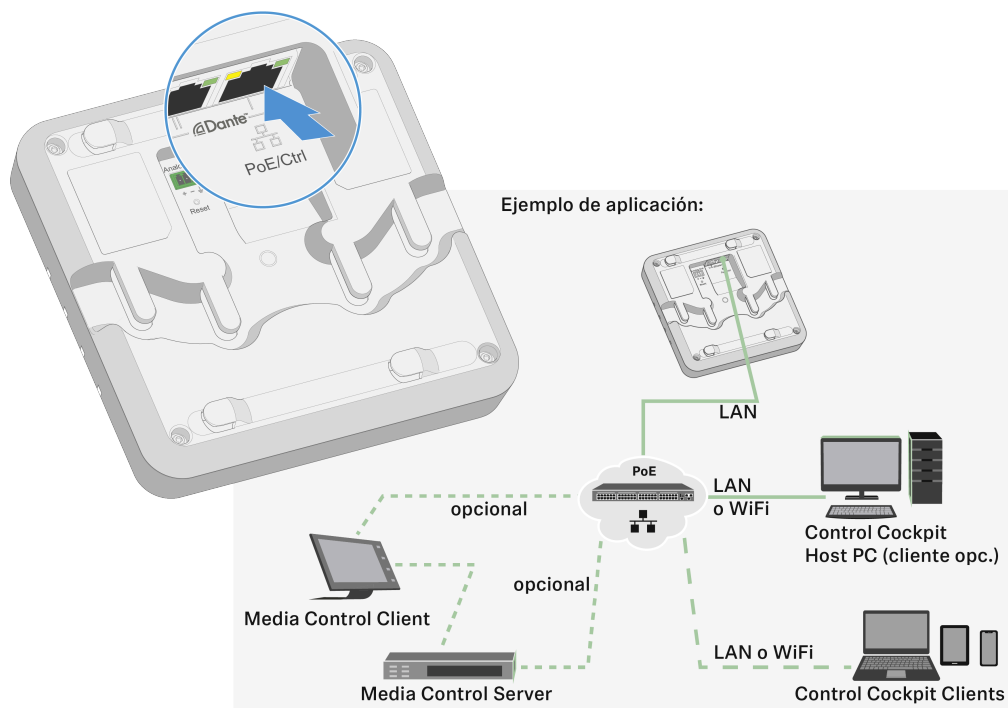 Dante™
PoE/Ctrl
Reset
Ejemplo de aplicación:
LAN
PoE
LAN
o WiFi
opcional
Control Cockpit
Host PC (cliente opc.)
opcional
Media Control Client
LAN o WiFi
Media Control Server
Control Cockpit Clients